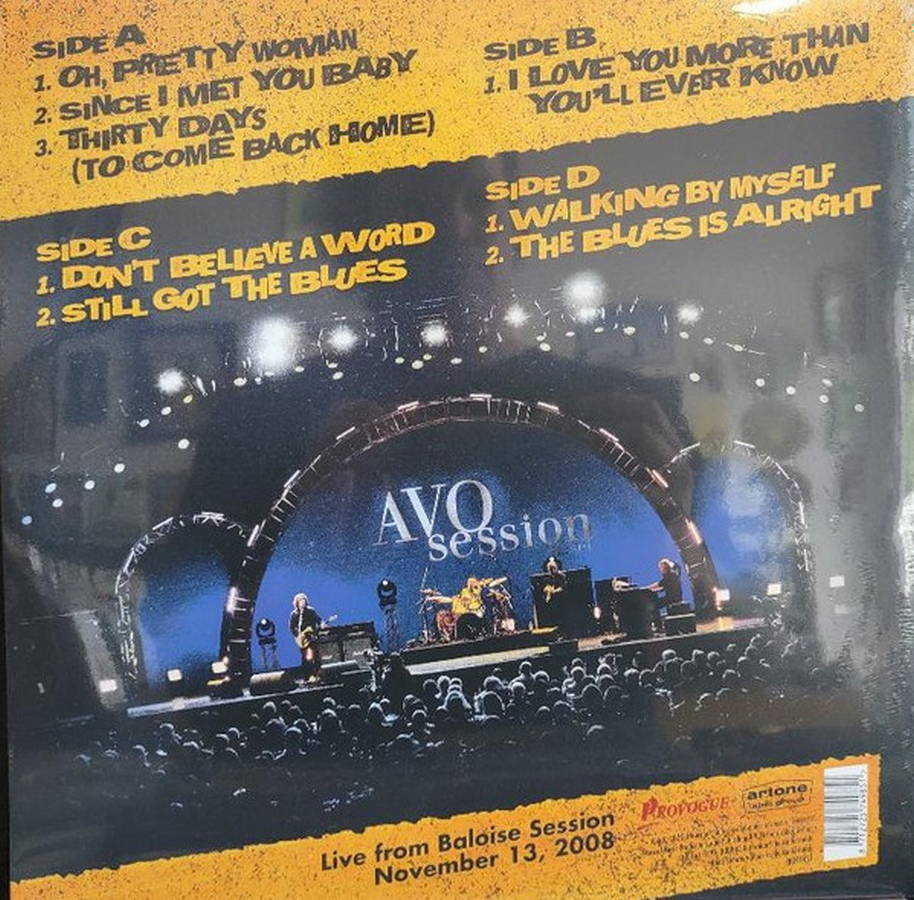 SIDE A
1. OH, PRETTY WOMAN
2. SINCE I MET YOU BABY
3. THIRTY DAYS
(TO COME BACK HOME)
SIDE B
1. I LOVE YOU MORE THAN
YOU'LL EVER KNOW
SIDE C
1. DON'T BELIEVE A WORD
2. STILL GOT THE BLUES
SIDE D
1. WALKING BY MYSELF
2. THE BLUES IS ALRIGHT
AVO
session
Live from Baloise Session
November 13, 2008
PROVOGUE
artone
label group